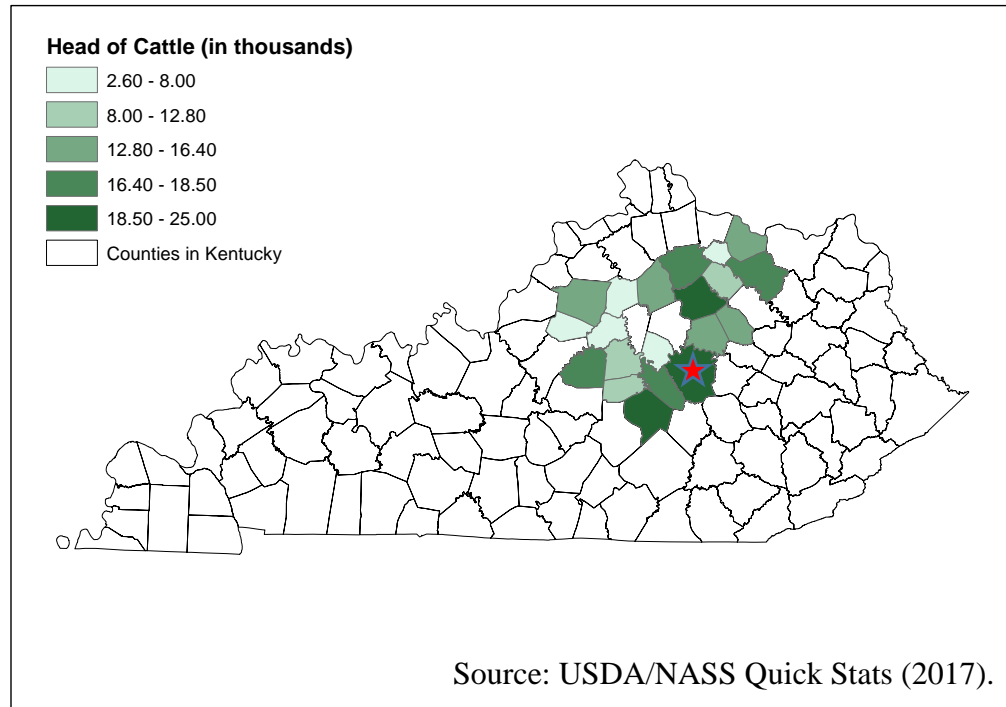 Head of Cattle (in thousands)
2.60 - 8.00
8.00 - 12.80
12.80 - 16.40
16.40 - 18.50
18.50 - 25.00
Counties in Kentucky
Source: USDA/NASS Quick Stats (2017).